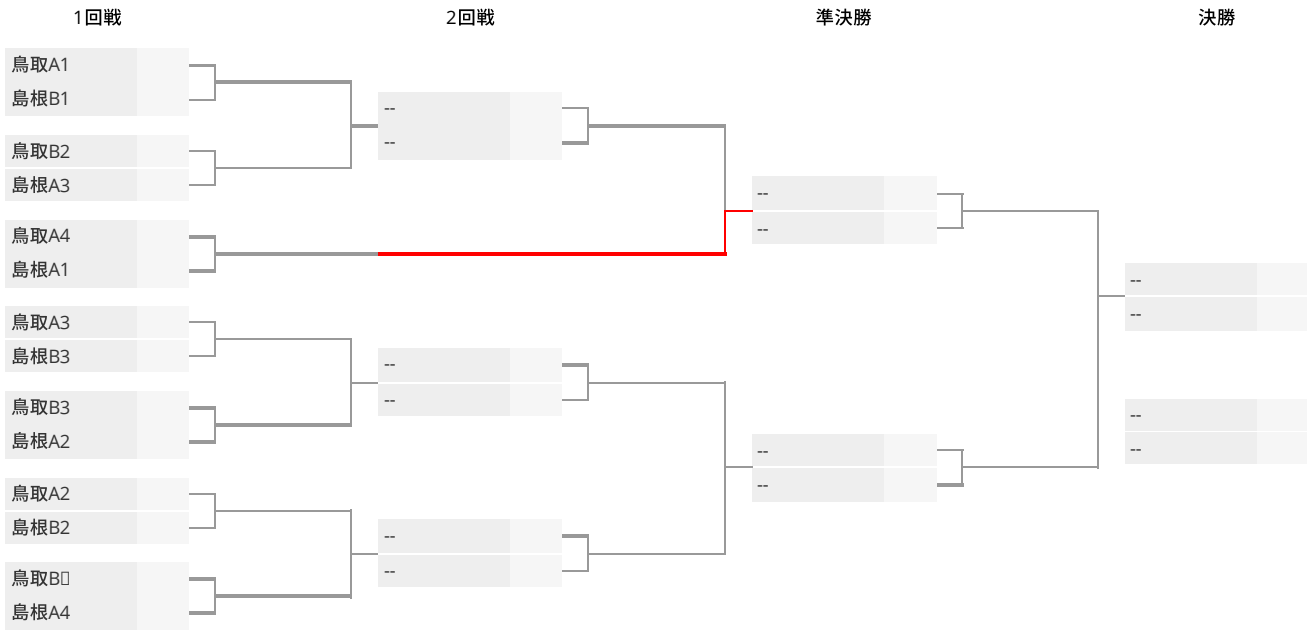 1回戦
2回戦
準決勝
決勝
鳥取A1
島根B1
鳥取B2
島根A3
鳥取A4
島根A1
鳥取A3
島根B3
鳥取B3
島根A2
鳥取A2
島根B2
鳥取B
島根A4
--
--
--
--
--
--
--
--
--
--
--
--
--
--